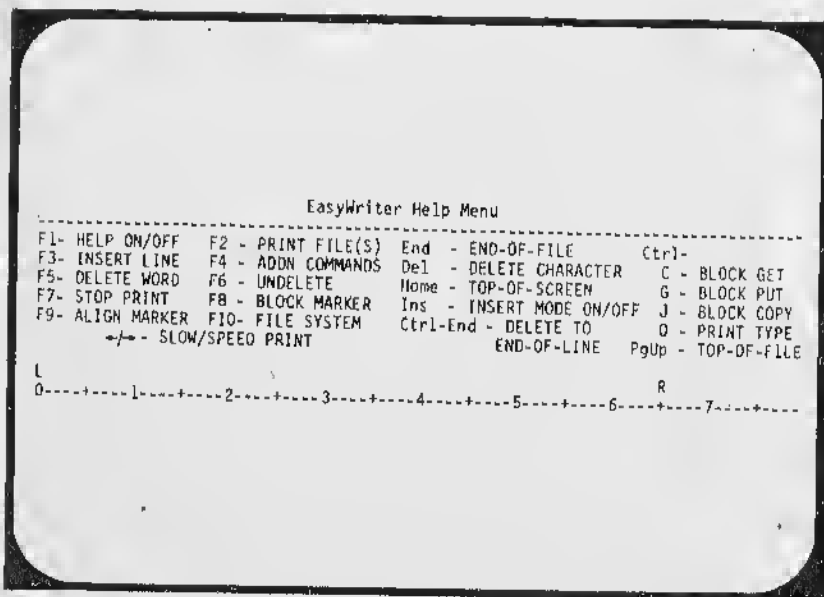 EasyWriter Help Menu
F1- HELP ON/OFF F2 - PRINT FILE(S) End - END-OF-FILE Ctrl-
F3- INSERT LINE F4 - ADDN COMMANDS Del - DELETE CHARACTER C - BLOCK GET
F5- DELETE WORD F6 - UNDELETE Home - TOP-OF-SCREEN G - BLOCK PUT
F7- STOP PRINT F8 - BLOCK MARKER Ins - INSERT MODE ON/OFF J - BLOCK COPY
F9- ALIGN MARKER F10- FILE SYSTEM Ctrl-End - DELETE TO O - PRINT TYPE
←/→ - SLOW/SPEED PRINT END-OF-LINE PgUp - TOP-OF-FILE
L R
0----+----1----+----2----+----3----+----4----+----5----+----6----+----7----+----